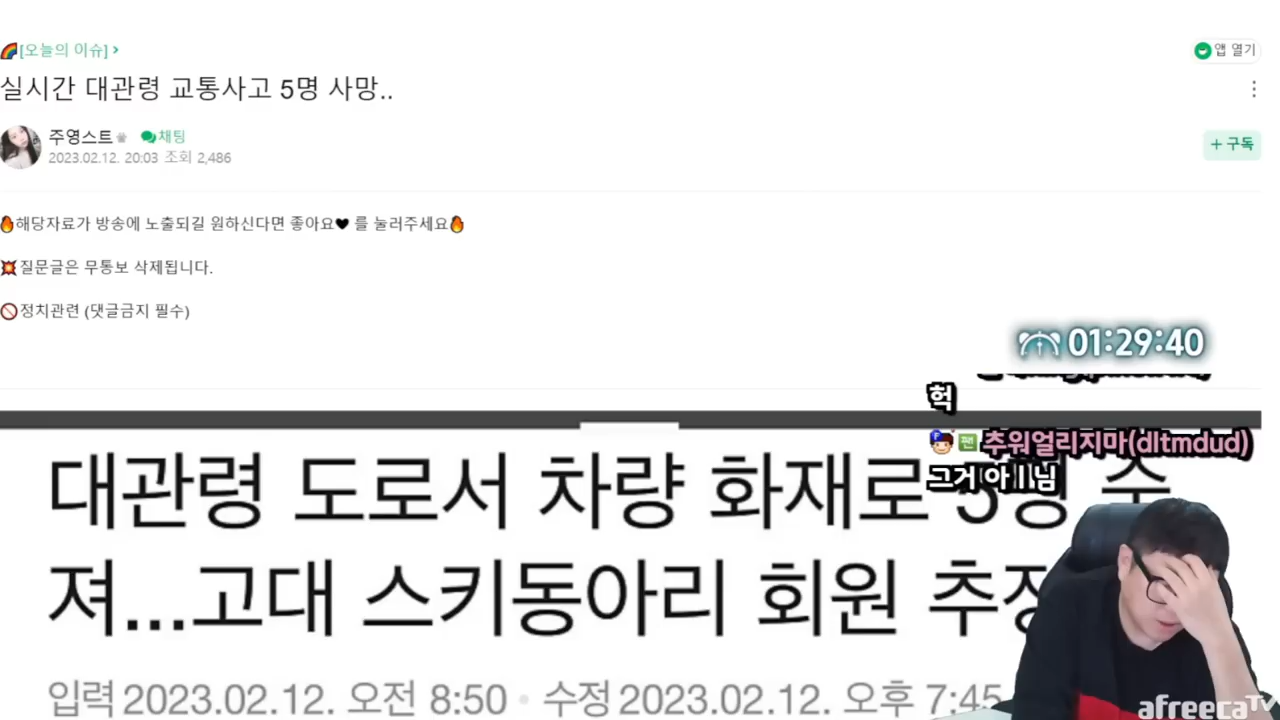 [오늘의 이슈] >
앱 열기
실시간 대관령 교통사고 5명 사망..
주영스트 채팅
2023.02.12. 20:03 조회 2,486
+ 구독
해당자료가 방송에 노출되길 원하신다면 좋아요🖤 를 눌러주세요
질문글은 무통보 삭제됩니다.
정치관련 (댓글금지 필수)
01:29:40
헉
추워얼리지마(dltmdud)
그거 아ㅣ님
대관령 도로서 차량 화재로 5명
져...고대 스키동아리 회원
입력 2023.02.12. 오전 8:50 · 수정 2023.02.12. 오후 7:45
afreecaTV